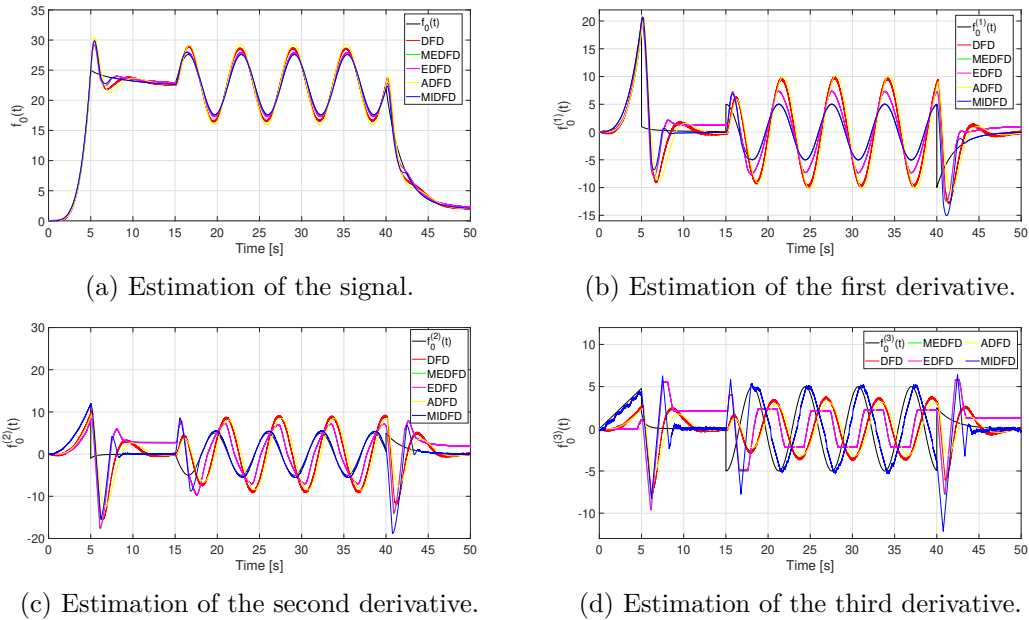 35
30
25
20
15
10
5
0
f₀(t)
0 5 10 15 20 25 30 35 40 45 50
Time [s]
f₀(t)
DFD
MEDFD
EDFD
ADFD
MIDFD
(a) Estimation of the signal.
20
15
10
5
0
-5
-10
-15
f₀⁽¹⁾(t)
0 5 10 15 20 25 30 35 40 45 50
Time [s]
f₀⁽¹⁾(t)
DFD
MEDFD
EDFD
ADFD
MIDFD
(b) Estimation of the first derivative.
30
20
10
0
-10
-20
f₀⁽²⁾(t)
0 5 10 15 20 25 30 35 40 45 50
Time [s]
f₀⁽²⁾(t)
DFD
MEDFD
EDFD
ADFD
MIDFD
(c) Estimation of the second derivative.
10
5
0
-5
-10
f₀⁽³⁾(t)
0 5 10 15 20 25 30 35 40 45 50
Time [s]
f₀⁽³⁾(t) MEDFD ADFD
DFD EDFD MIDFD
(d) Estimation of the third derivative.